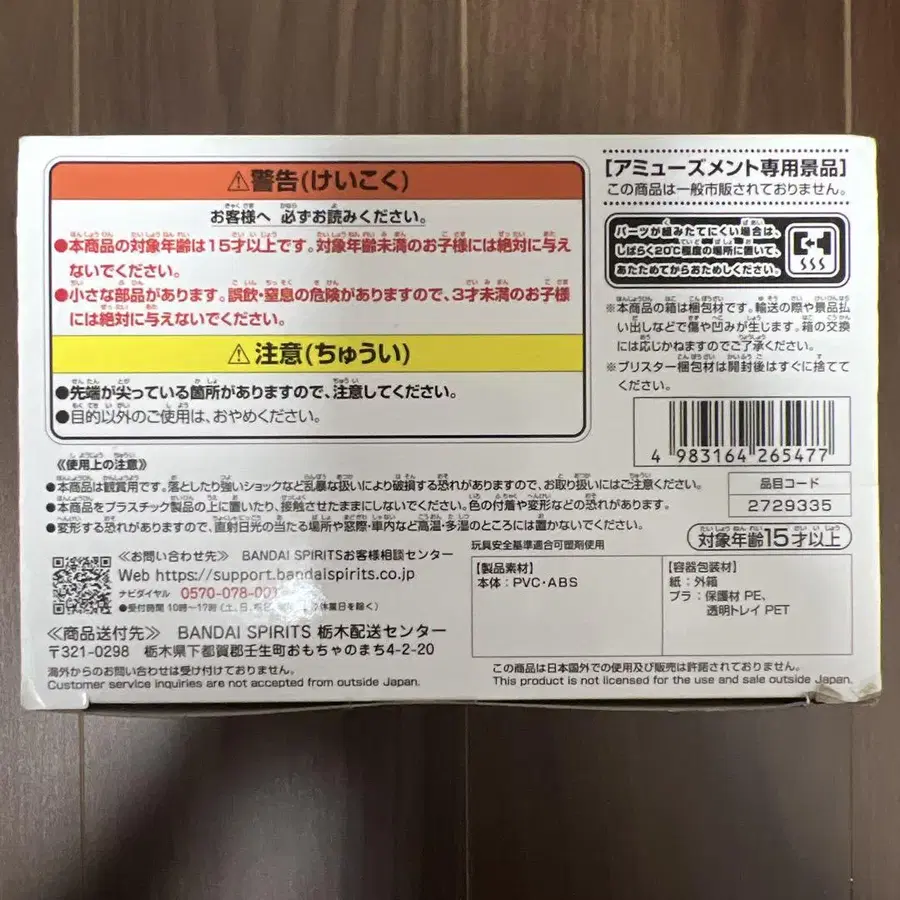 ⚠警告(けいこく)
お客様へ 必ずお読みください。
●本商品の対象年齢は15才以上です。対象年齢未満のお子様には絶対に与え
ないでください。
●小さな部品があります。誤飲・窒息の危険がありますので、3才未満のお子様
には絶対に与えないでください。
⚠注意(ちゅうい)
●先端が尖っている箇所がありますので、注意してください。
●目的以外のご使用は、おやめください。
[アミューズメント専用景品]
この商品は一般市販されておりません。
パーツが組みたてにくい場合は、
しばらく20℃程度の場所に置いて、
あたためてからおためしください。
※本商品の箱は梱包材です。輸送の際や景品払
い出しなどで傷や凹みが生じます。箱の交換
には応じかねますのでご了承ください。
※ブリスター梱包材は開封後はすぐに捨てて
ください。
4 983164 265477
品目コード
2729335
対象年齢15才以上
《使用上の注意》
●本商品は観賞用です。落としたり強いショックなど乱暴な扱いにより破損する恐れがありますので、お取り扱いにはご注意ください。
●本商品をプラスチック製品の上に置いたり、接触させたままにしないでください。色の付着や変形などの恐れがあります。
●変形する恐れがありますので、直射日光の当たる場所や窓際・車内など高温・多湿のところには置かないでください。
≪お問い合わせ先≫ BANDAI SPIRITSお客様相談センター
Web https://support.bandaispirits.co.jp
ナビダイヤル 0570-078-001
●受付時間 10時～17時 (土、日、休業日を除く)
≪商品送付先≫ BANDAI SPIRITS 栃木配送センター
〒321-0298 栃木県下都賀郡壬生町おもちゃのまち4-2-20
海外からのお問い合わせは受け付けておりません。
Customer service inquiries are not accepted from outside Japan.
玩具安全基準適合可塑剤使用
【製品素材】
本体:PVC・ABS
【容器包装材】
紙:外箱
プラ:保護材 PE、
透明トレイ PET
この商品は日本国外での使用及び販売は許諾されておりません。
This product is not licensed for the use and sale outside Japan.